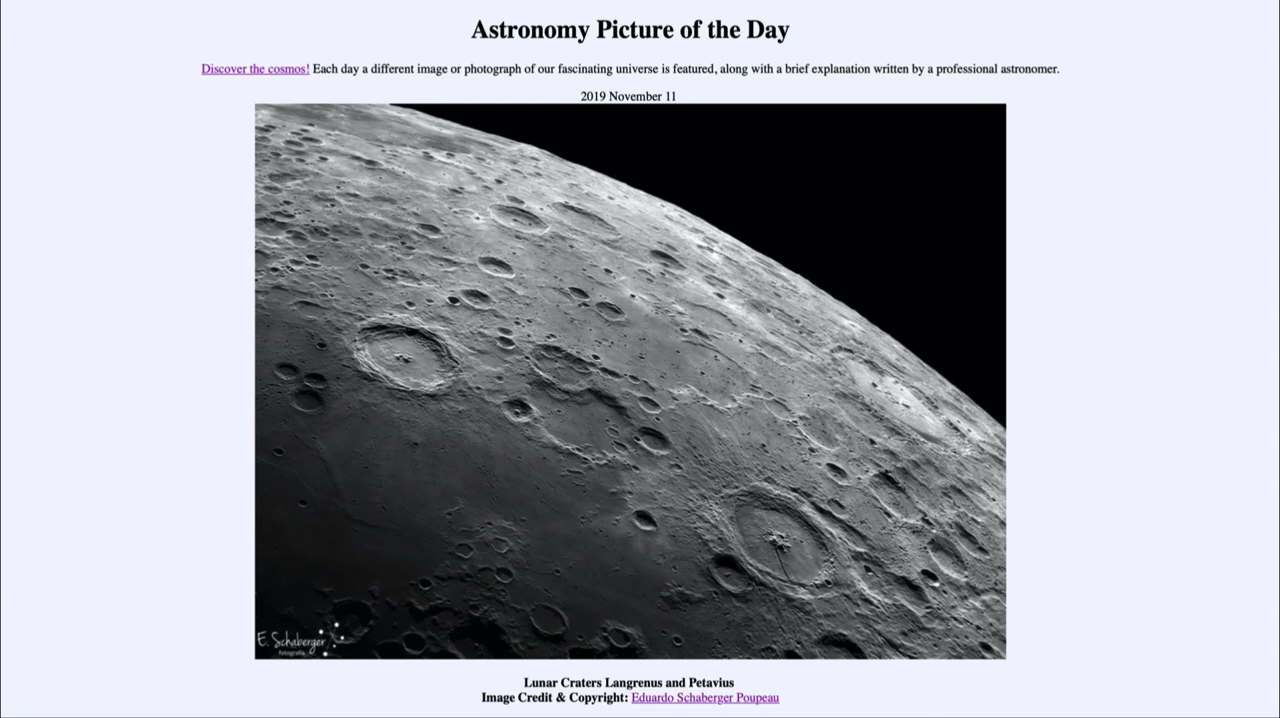 Astronomy Picture of the Day
Discover the cosmos! Each day a different image or photograph of our fascinating universe is featured, along with a brief explanation written by a professional astronomer.
2019 November 11
E. Schaberger
fotografía
Lunar Craters Langrenus and Petavius
Image Credit & Copyright: Eduardo Schaberger Poupeau